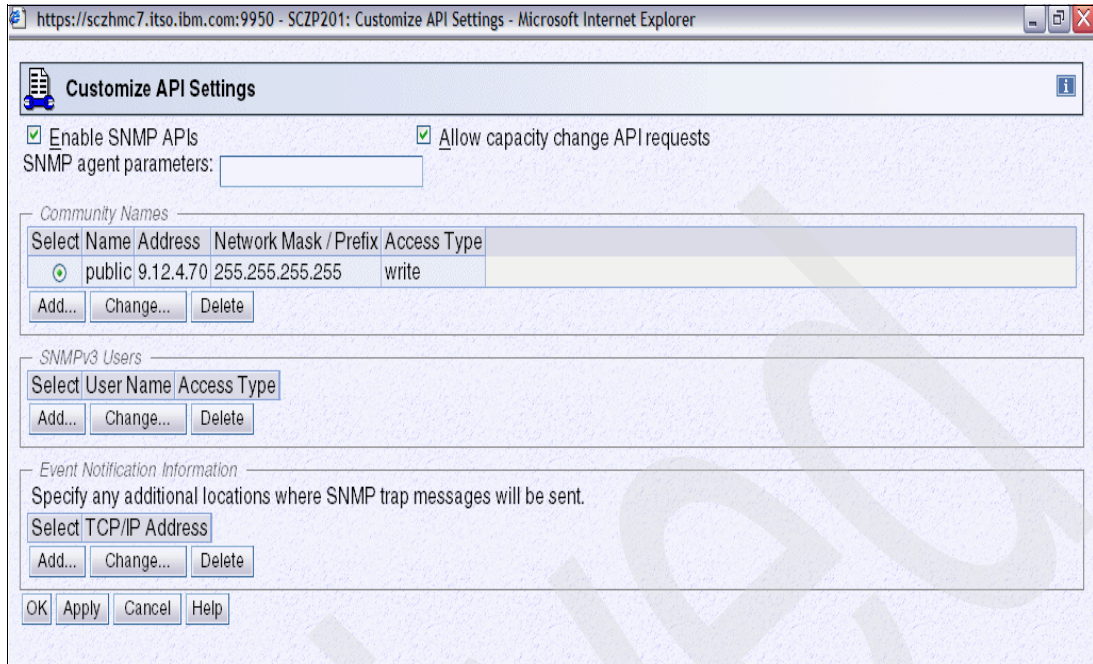 https://sczhmc7.itso.ibm.com:9950 - SCZP201: Customize API Settings - Microsoft Internet Explorer
Customize API Settings
Enable SNMP APIs Allow capacity change API requests
SNMP agent parameters:
Community Names
Select Name Address Network Mask / Prefix Access Type
public 9.12.4.70 255.255.255.255 write
Add... Change... Delete
SNMPv3 Users
Select User Name Access Type
Add... Change... Delete
Event Notification Information
Specify any additional locations where SNMP trap messages will be sent.
Select TCP/IP Address
Add... Change... Delete
OK Apply Cancel Help